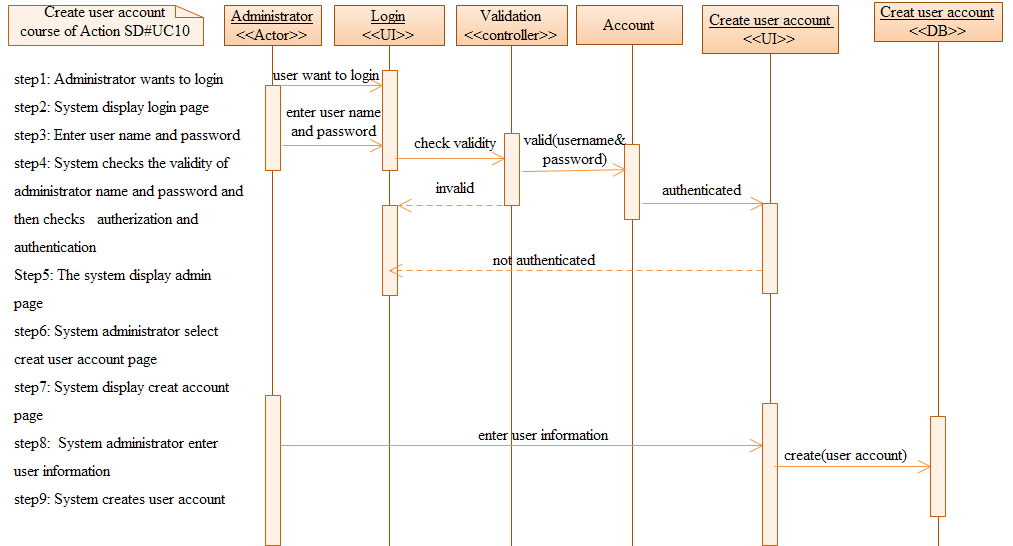 Create user account
course of Action SD#UC10
Administrator
<<Actor>>
Login
<<UI>>
Validation
<<controller>>
Account
Create user account
<<UI>>
Creat user account
<<DB>>
step1: Administrator wants to login
step2: System display login page
step3: Enter user name and password
step4: System checks the validity of
administrator name and password and
then checks autherization and
authentication
Step5: The system display admin
page
step6: System administrator select
creat user account page
step7: System display creat account
page
step8: System administrator enter
user information
step9: System creates user account
user want to login
enter user name
and password
check validity
valid(username&
password)
invalid
authenticated
not authenticated
enter user information
create(user account)